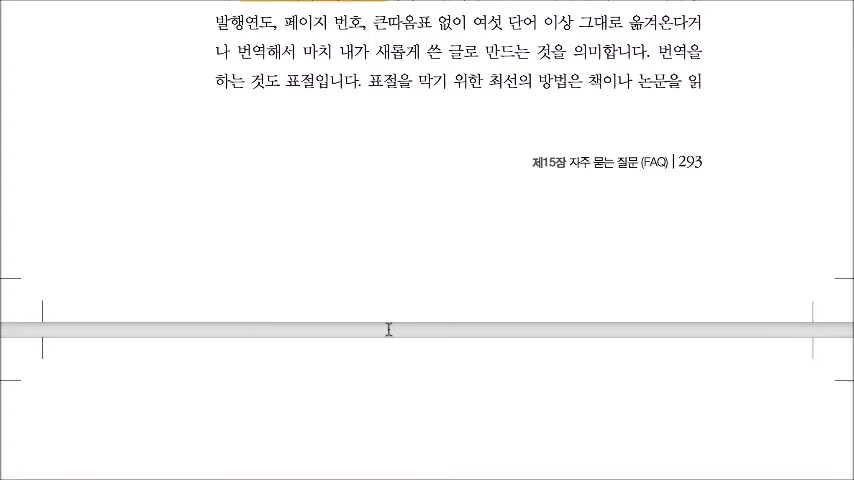 발행연도, 페이지 번호, 큰따옴표 없이 여섯 단어 이상 그대로 옮겨온다거
나 번역해서 마치 내가 새롭게 쓴 글로 만드는 것을 의미합니다. 번역을
하는 것도 표절입니다. 표절을 막기 위한 최선의 방법은 책이나 논문을 읽
제15장 자주 묻는 질문 (FAQ) | 293